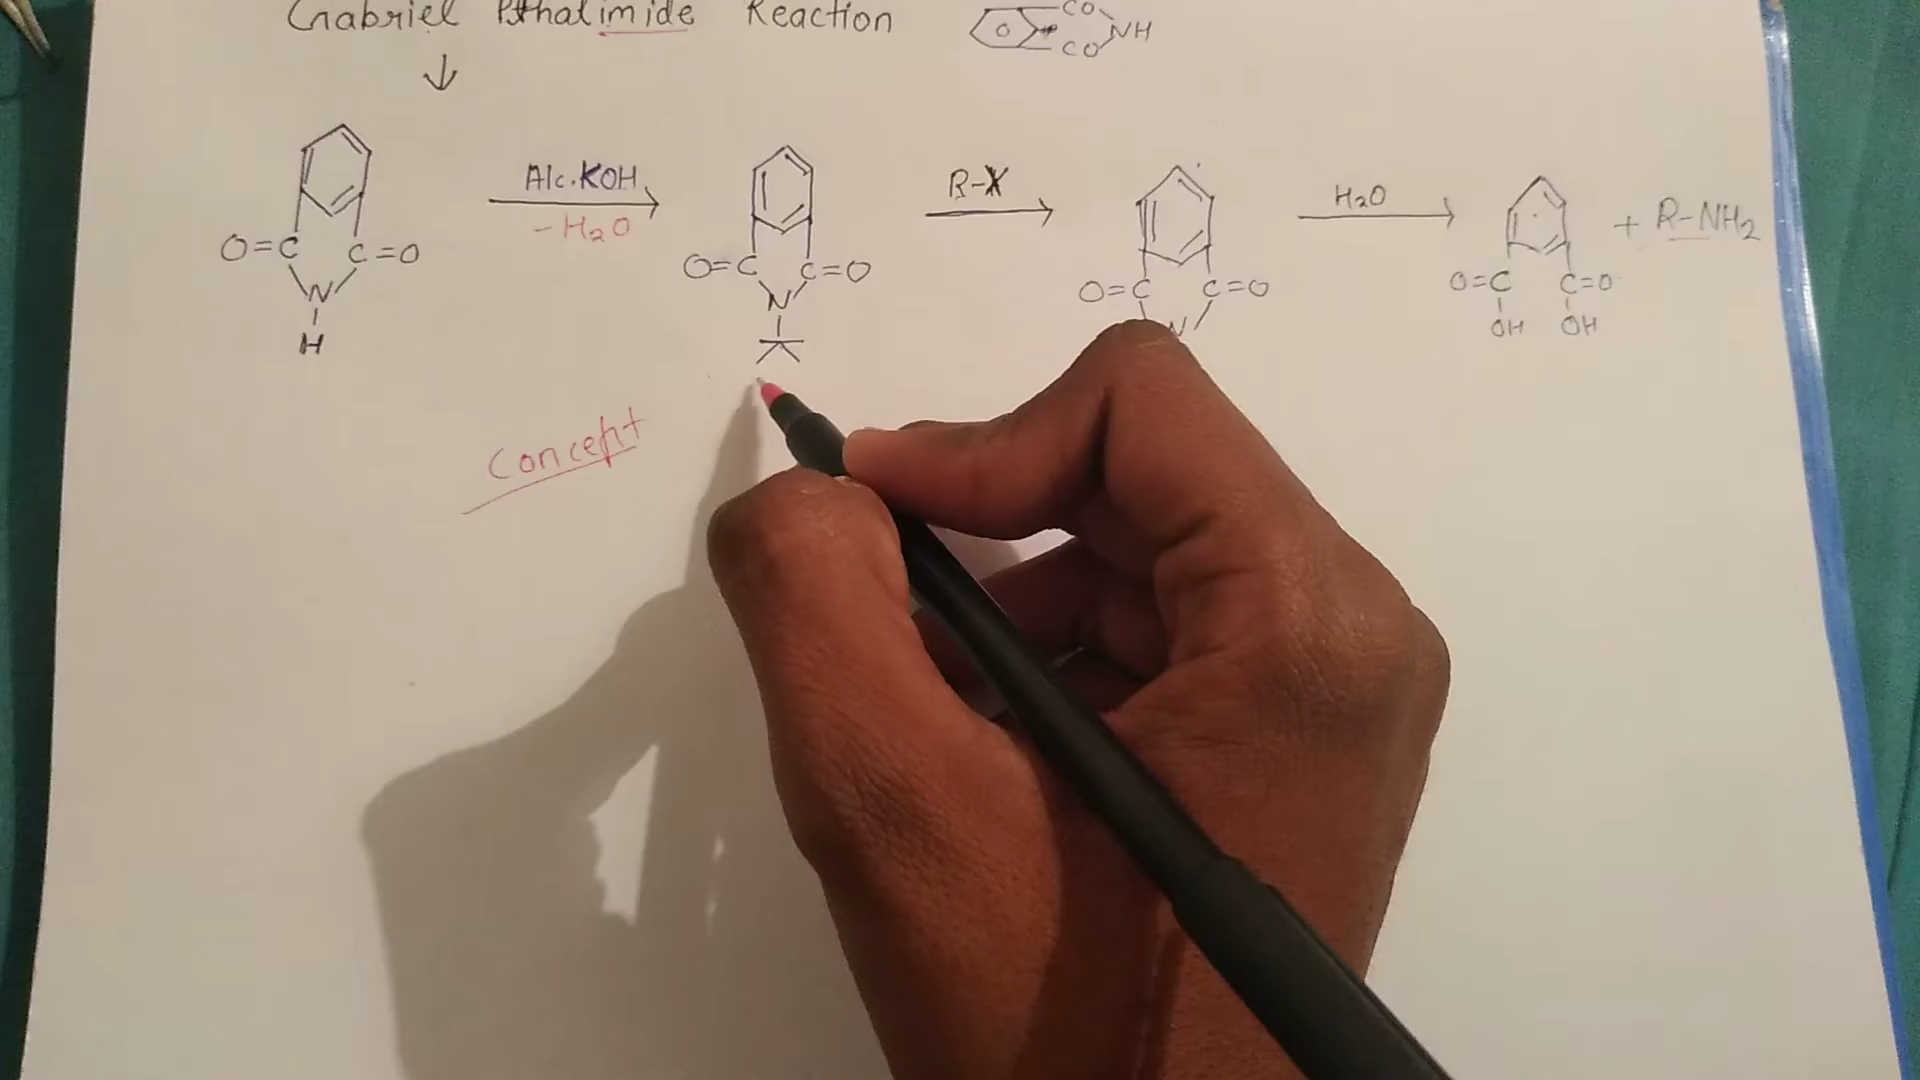 Gabriel Pthalimide Reaction
CO
NH
CO
Alc.KOH
-H2O
R-X
H2O
+ R-NH2
O=C C=O
N
H
O=C C=O
N
K
O=C C=O
N
O=C C=O
OH OH
Concept